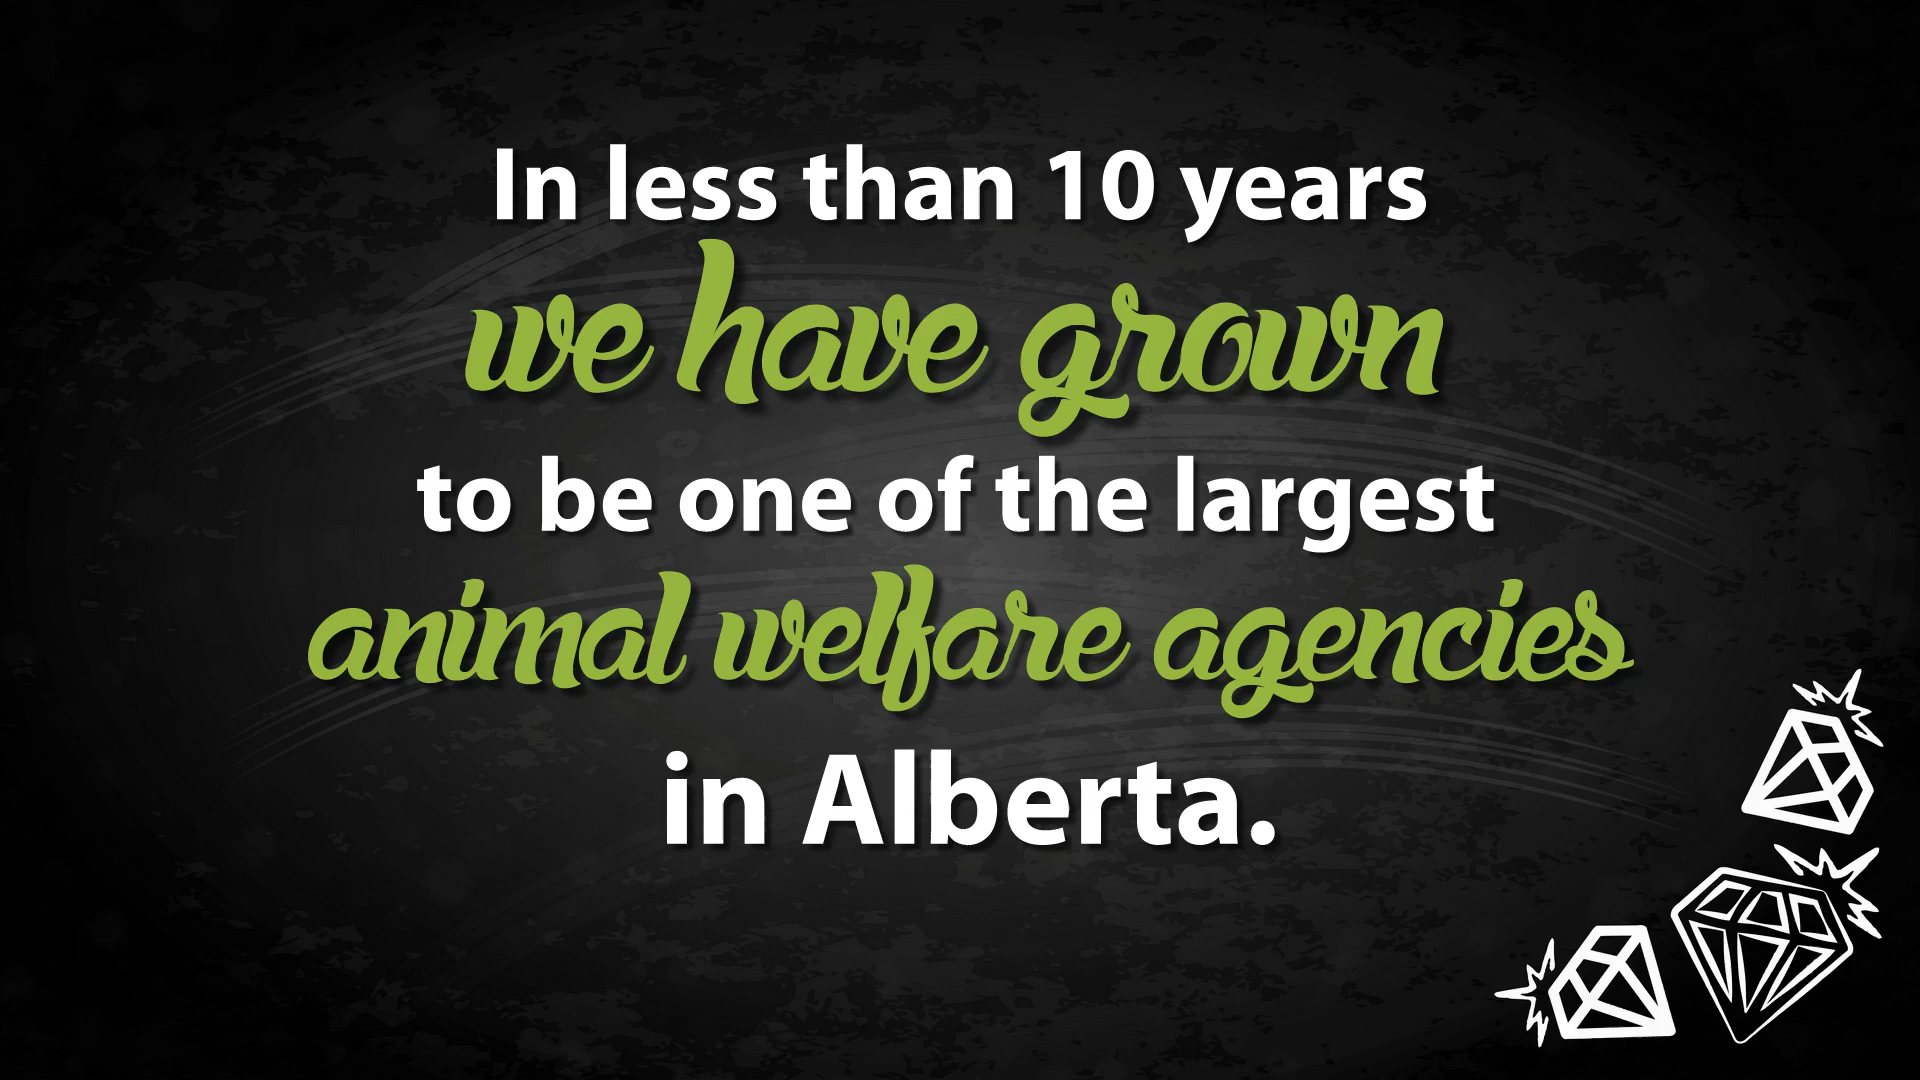 In less than 10 years
we have grown
to be one of the largest
animal welfare agencies
in Alberta.